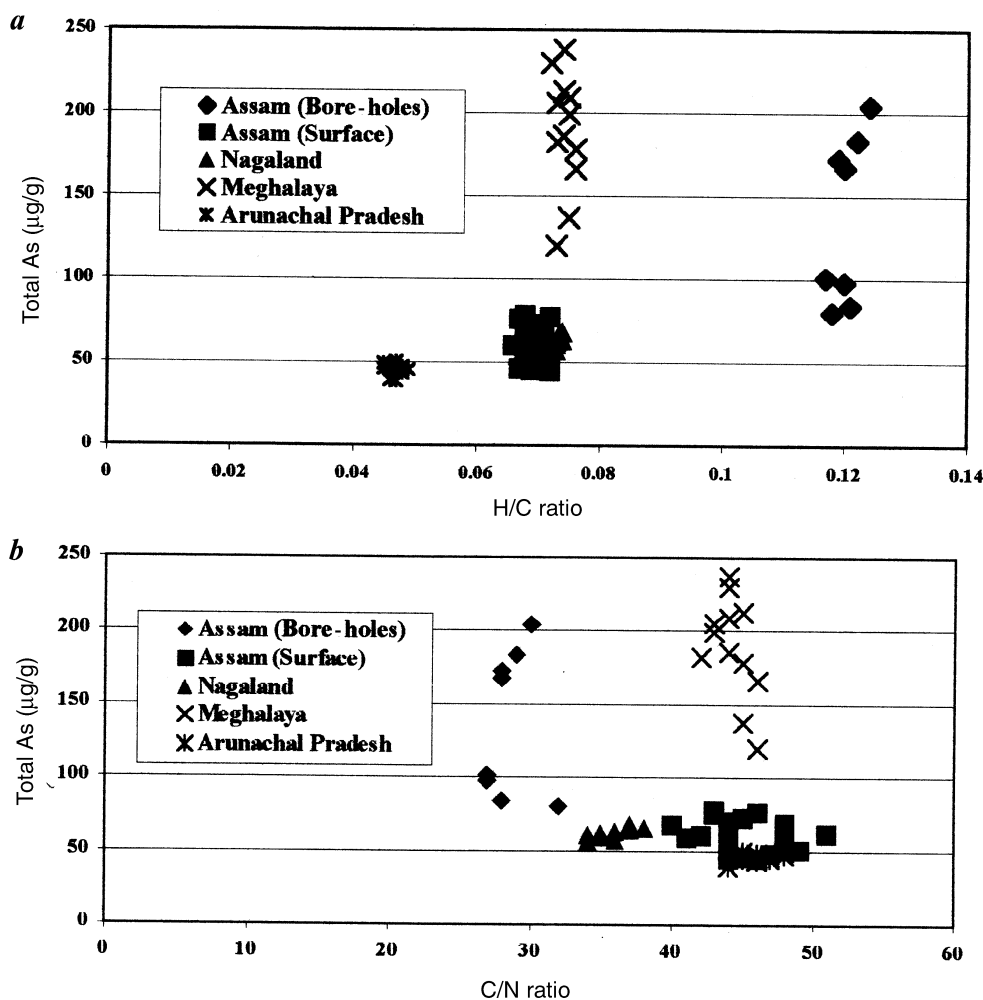 a
250
200
150
100
50
0
Total As (µg/g)
Assam (Bore-holes)
Assam (Surface)
Nagaland
Meghalaya
Arunachal Pradesh
0 0.02 0.04 0.06 0.08 0.1 0.12 0.14
H/C ratio
b
250
200
150
100
50
0
Total As (µg/g)
Assam (Bore-holes)
Assam (Surface)
Nagaland
Meghalaya
Arunachal Pradesh
0 10 20 30 40 50 60
C/N ratio